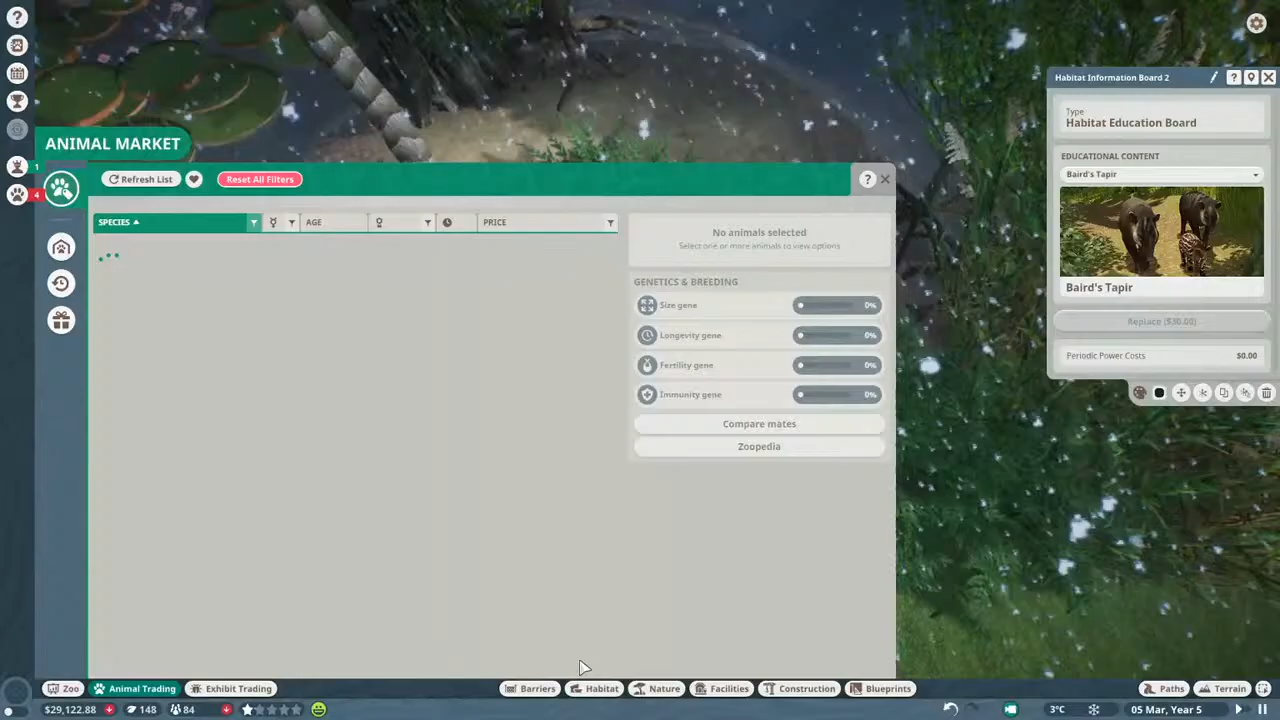 Habitat Information Board 2
?
Type
Habitat Education Board
EDUCATIONAL CONTENT
Baird's Tapir
Baird's Tapir
Replace ($30.00)
Periodic Power Costs $0.00
?
1
4
ANIMAL MARKET
Refresh List
Reset All Filters
?
SPECIES AGE PRICE
No animals selected
Select one or more animals to view options
GENETICS & BREEDING
Size gene 0%
Longevity gene 0%
Fertility gene 0%
Immunity gene 0%
Compare mates
Zoopedia
Zoo Animal Trading Exhibit Trading Barriers Habitat Nature Facilities Construction Blueprints Paths Terrain
$29,122.88 148 84 3°C 05 Mar, Year 5